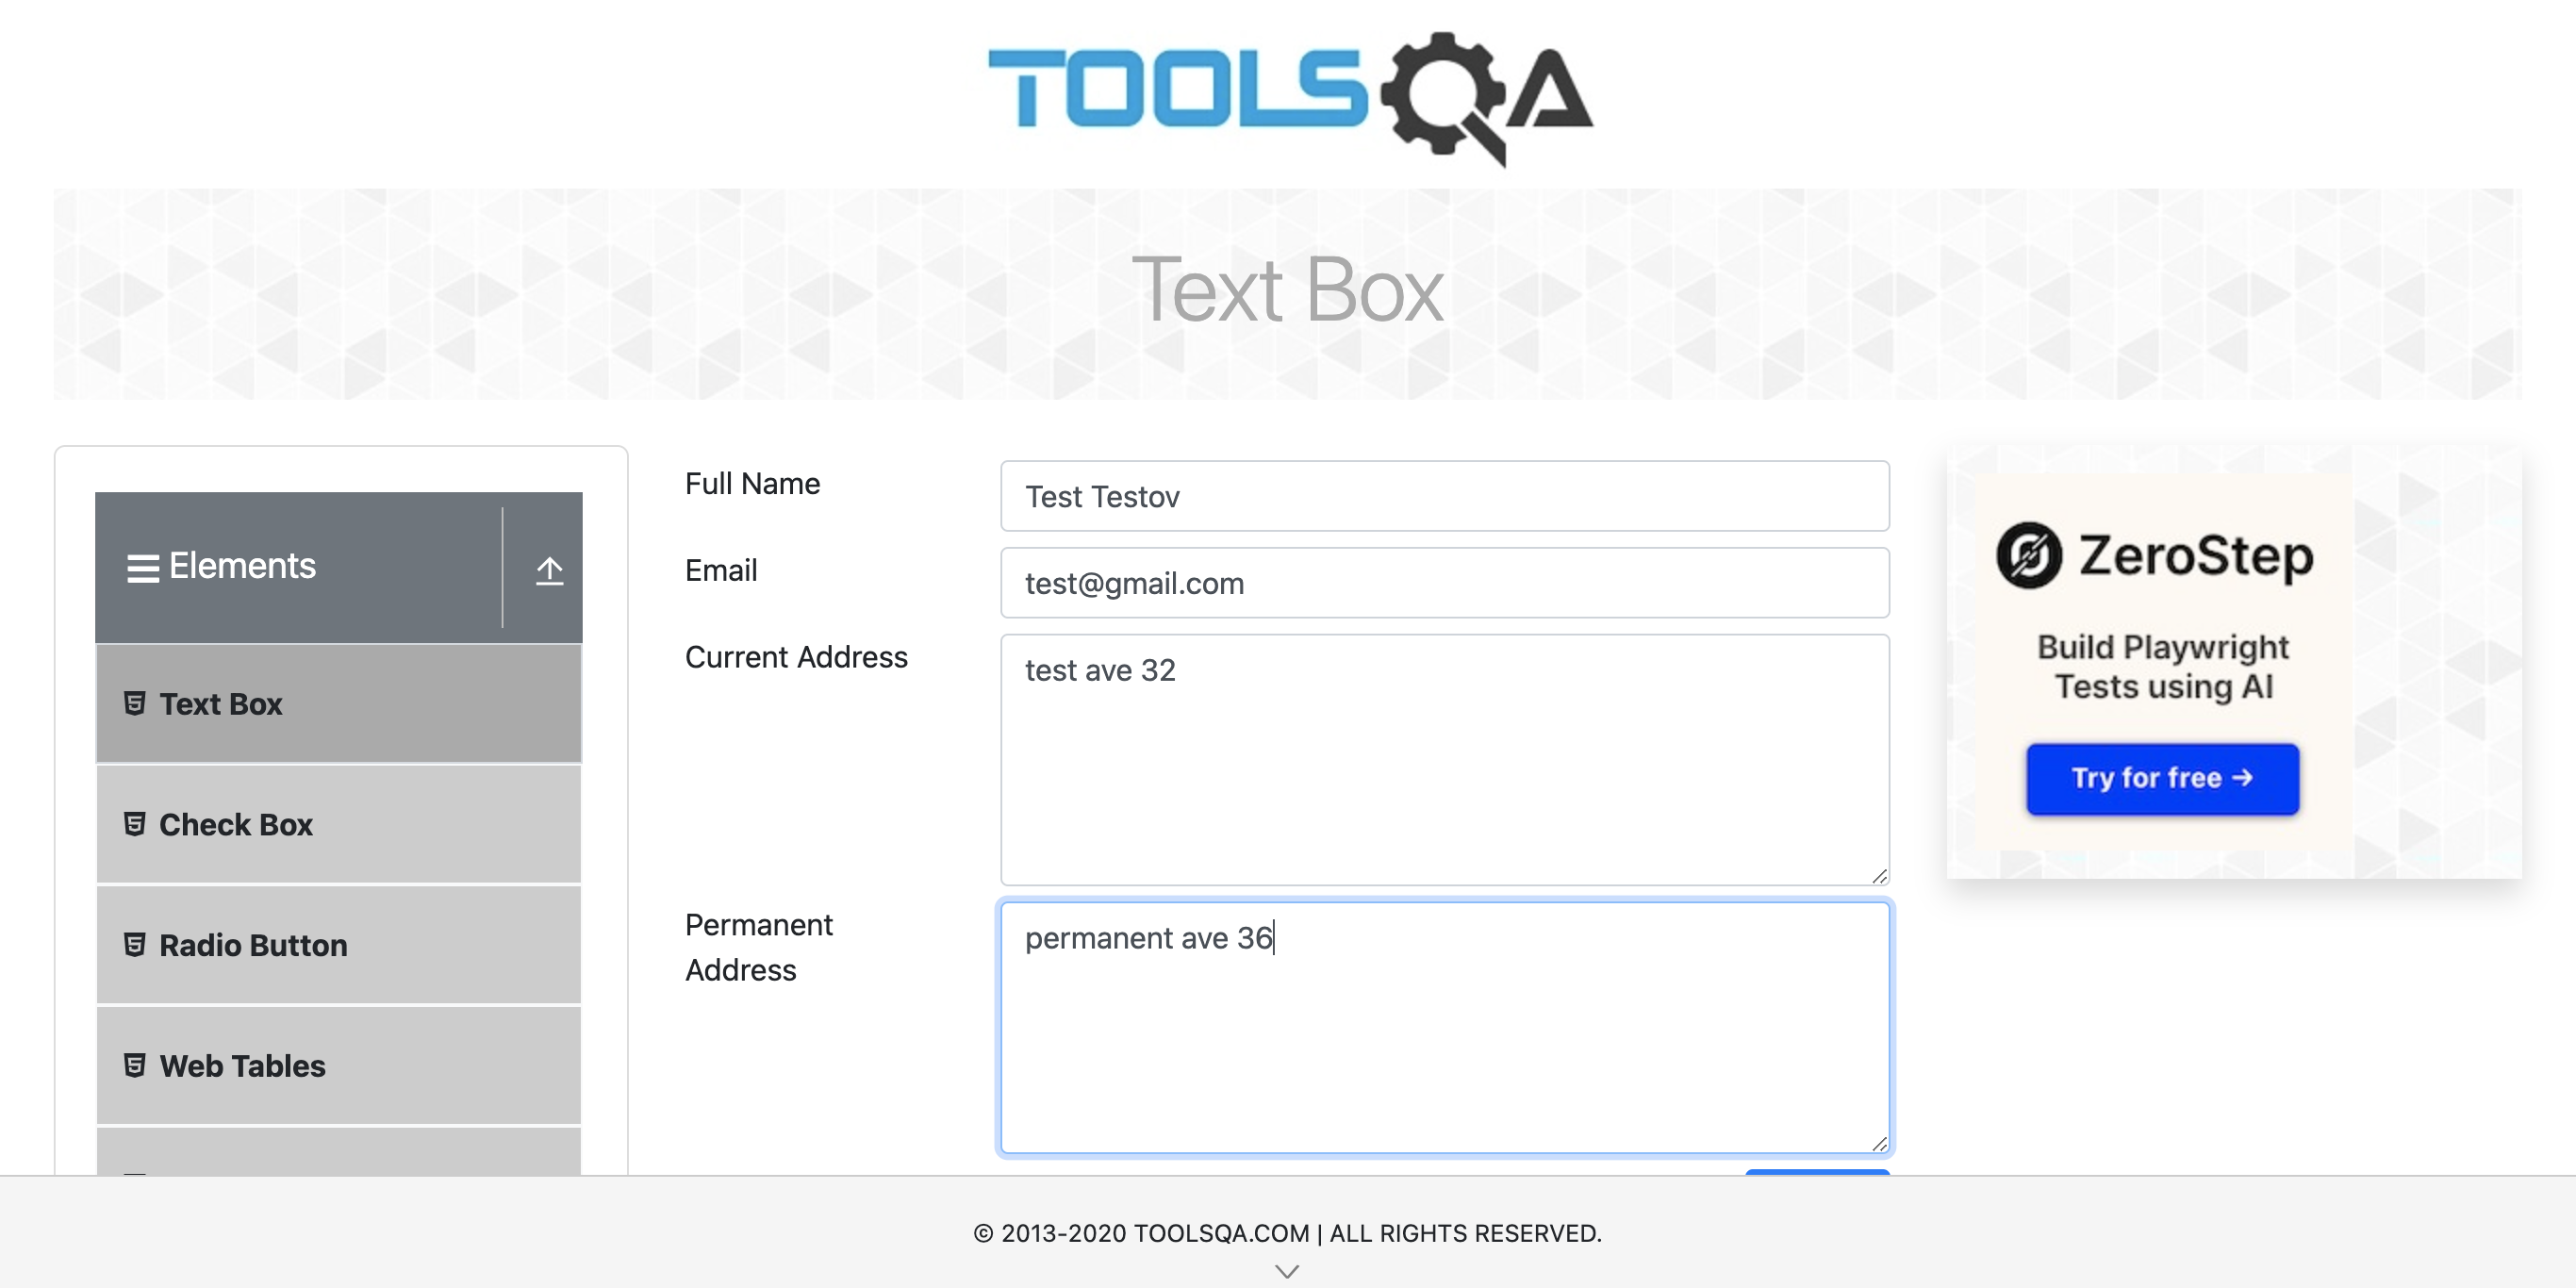 TOOLSQA
Text Box
Elements
Text Box
Check Box
Radio Button
Web Tables
Full Name
Test Testov
Email
test@gmail.com
Current Address
test ave 32
Permanent
Address
permanent ave 36
ZeroStep
Build Playwright
Tests using AI
Try for free →
© 2013-2020 TOOLSQA.COM | ALL RIGHTS RESERVED.